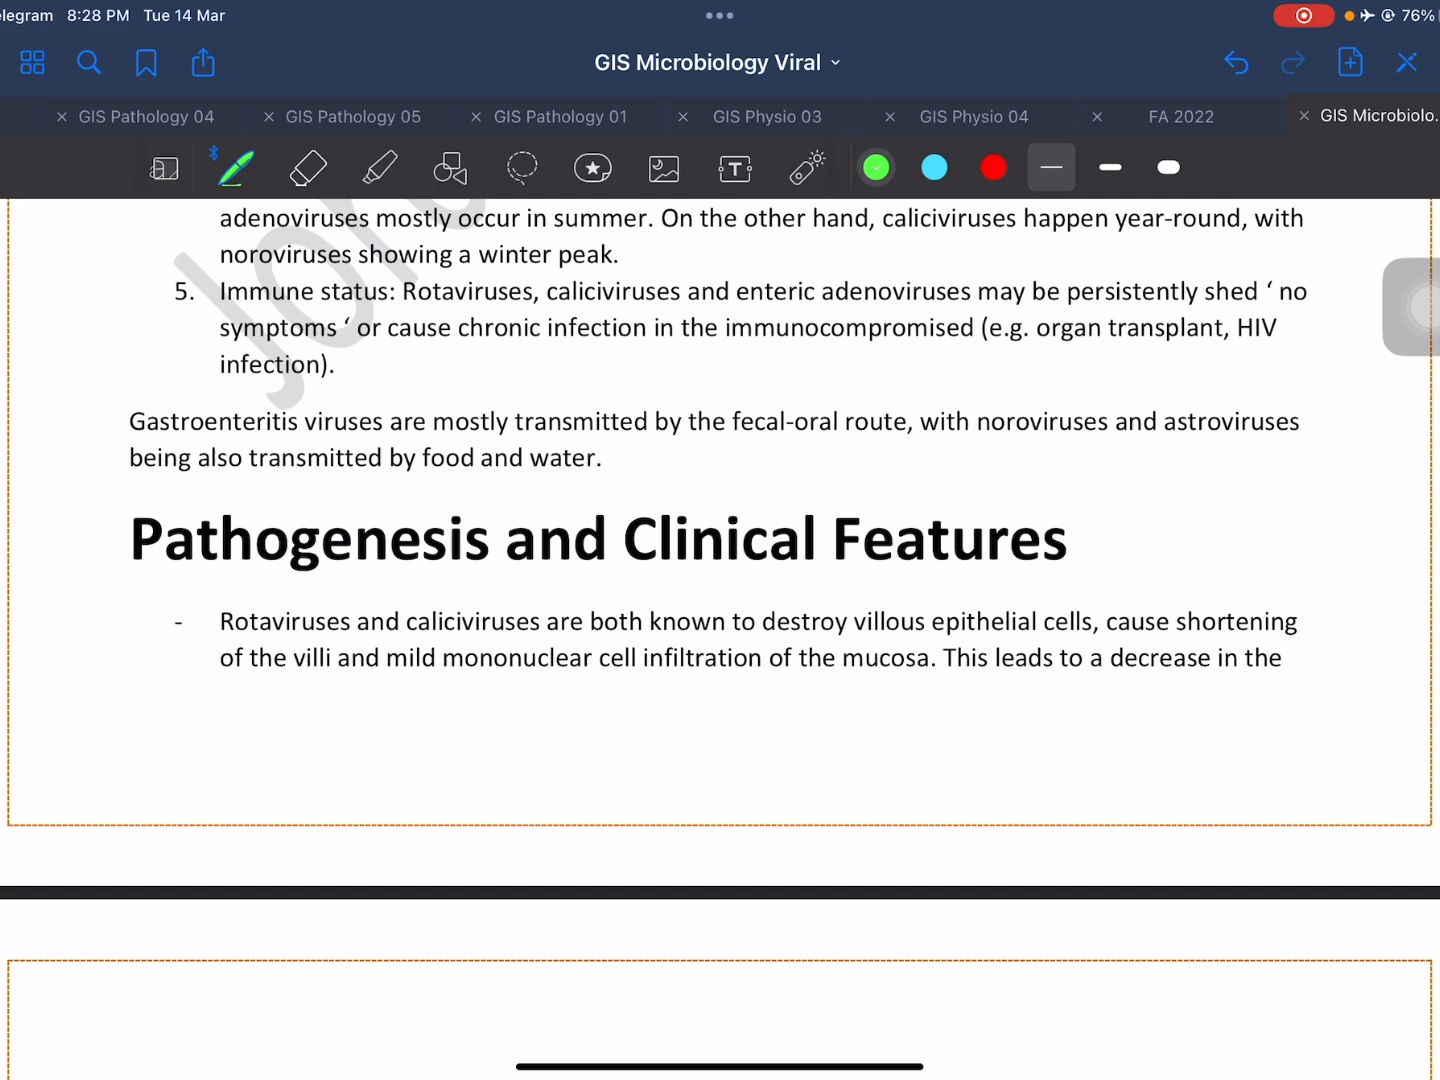 elegram 8:28 PM Tue 14 Mar 76%
GIS Microbiology Viral
GIS Pathology 04 GIS Pathology 05 GIS Pathology 01 GIS Physio 03 GIS Physio 04 FA 2022 GIS Microbiolo.
adenoviruses mostly occur in summer. On the other hand, caliciviruses happen year-round, with
noroviruses showing a winter peak.
5. Immune status: Rotaviruses, caliciviruses and enteric adenoviruses may be persistently shed ‘ no
symptoms ‘ or cause chronic infection in the immunocompromised (e.g. organ transplant, HIV
infection).
Gastroenteritis viruses are mostly transmitted by the fecal-oral route, with noroviruses and astroviruses
being also transmitted by food and water.
Pathogenesis and Clinical Features
- Rotaviruses and caliciviruses are both known to destroy villous epithelial cells, cause shortening
of the villi and mild mononuclear cell infiltration of the mucosa. This leads to a decrease in the